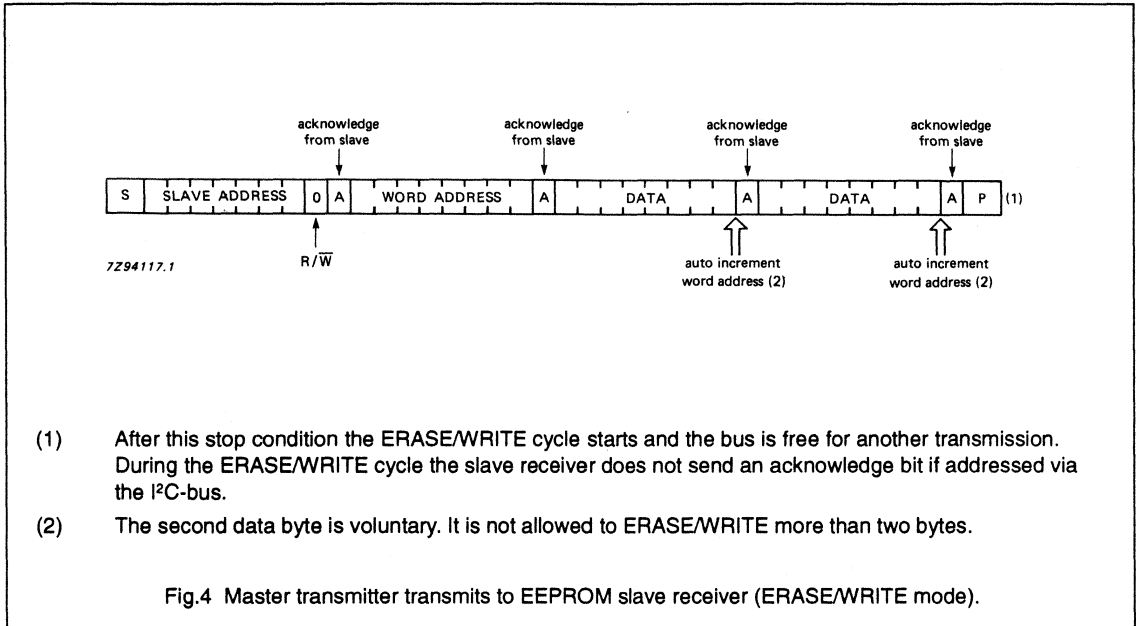 acknowledge from slave acknowledge from slave acknowledge from slave acknowledge from slave
S SLAVE ADDRESS 0 A WORD ADDRESS A DATA A DATA A P (1)
7Z94117.1
R/W̅
auto increment word address (2) auto increment word address (2)
(1) After this stop condition the ERASE/WRITE cycle starts and the bus is free for another transmission.
During the ERASE/WRITE cycle the slave receiver does not send an acknowledge bit if addressed via
the I²C-bus.
(2) The second data byte is voluntary. It is not allowed to ERASE/WRITE more than two bytes.
Fig.4 Master transmitter transmits to EEPROM slave receiver (ERASE/WRITE mode).